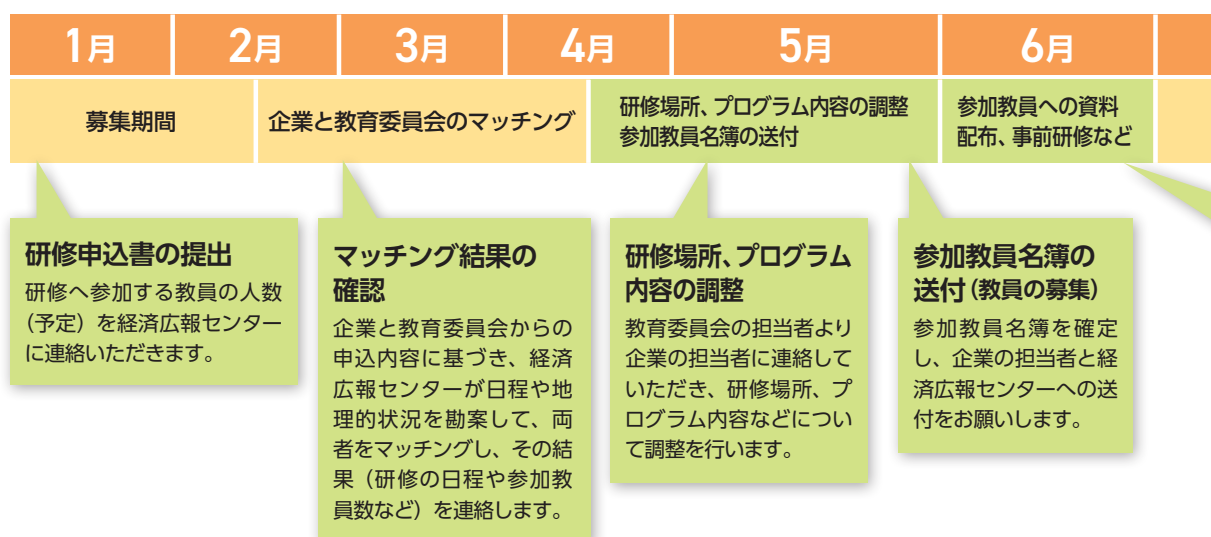 1月
2月
3月
4月
5月
6月
募集期間
企業と教育委員会のマッチング
研修場所、プログラム内容の調整
参加教員名簿の送付
参加教員への資料
配布、事前研修など
研修申込書の提出
研修へ参加する教員の人数
(予定)を経済広報センター
に連絡いただきます。
マッチング結果の
確認
企業と教育委員会からの
申込内容に基づき、経済
広報センターが日程や地
理的状況を勘案して、両
者をマッチングし、その結
果(研修の日程や参加教
員数など)を連絡します。
研修場所、プログラム
内容の調整
教育委員会の担当者より
企業の担当者に連絡して
いただき、研修場所、プ
ログラム内容などについ
て調整を行います。
参加教員名簿の
送付(教員の募集)
参加教員名簿を確定
し、企業の担当者と経
済広報センターへの送
付をお願いします。